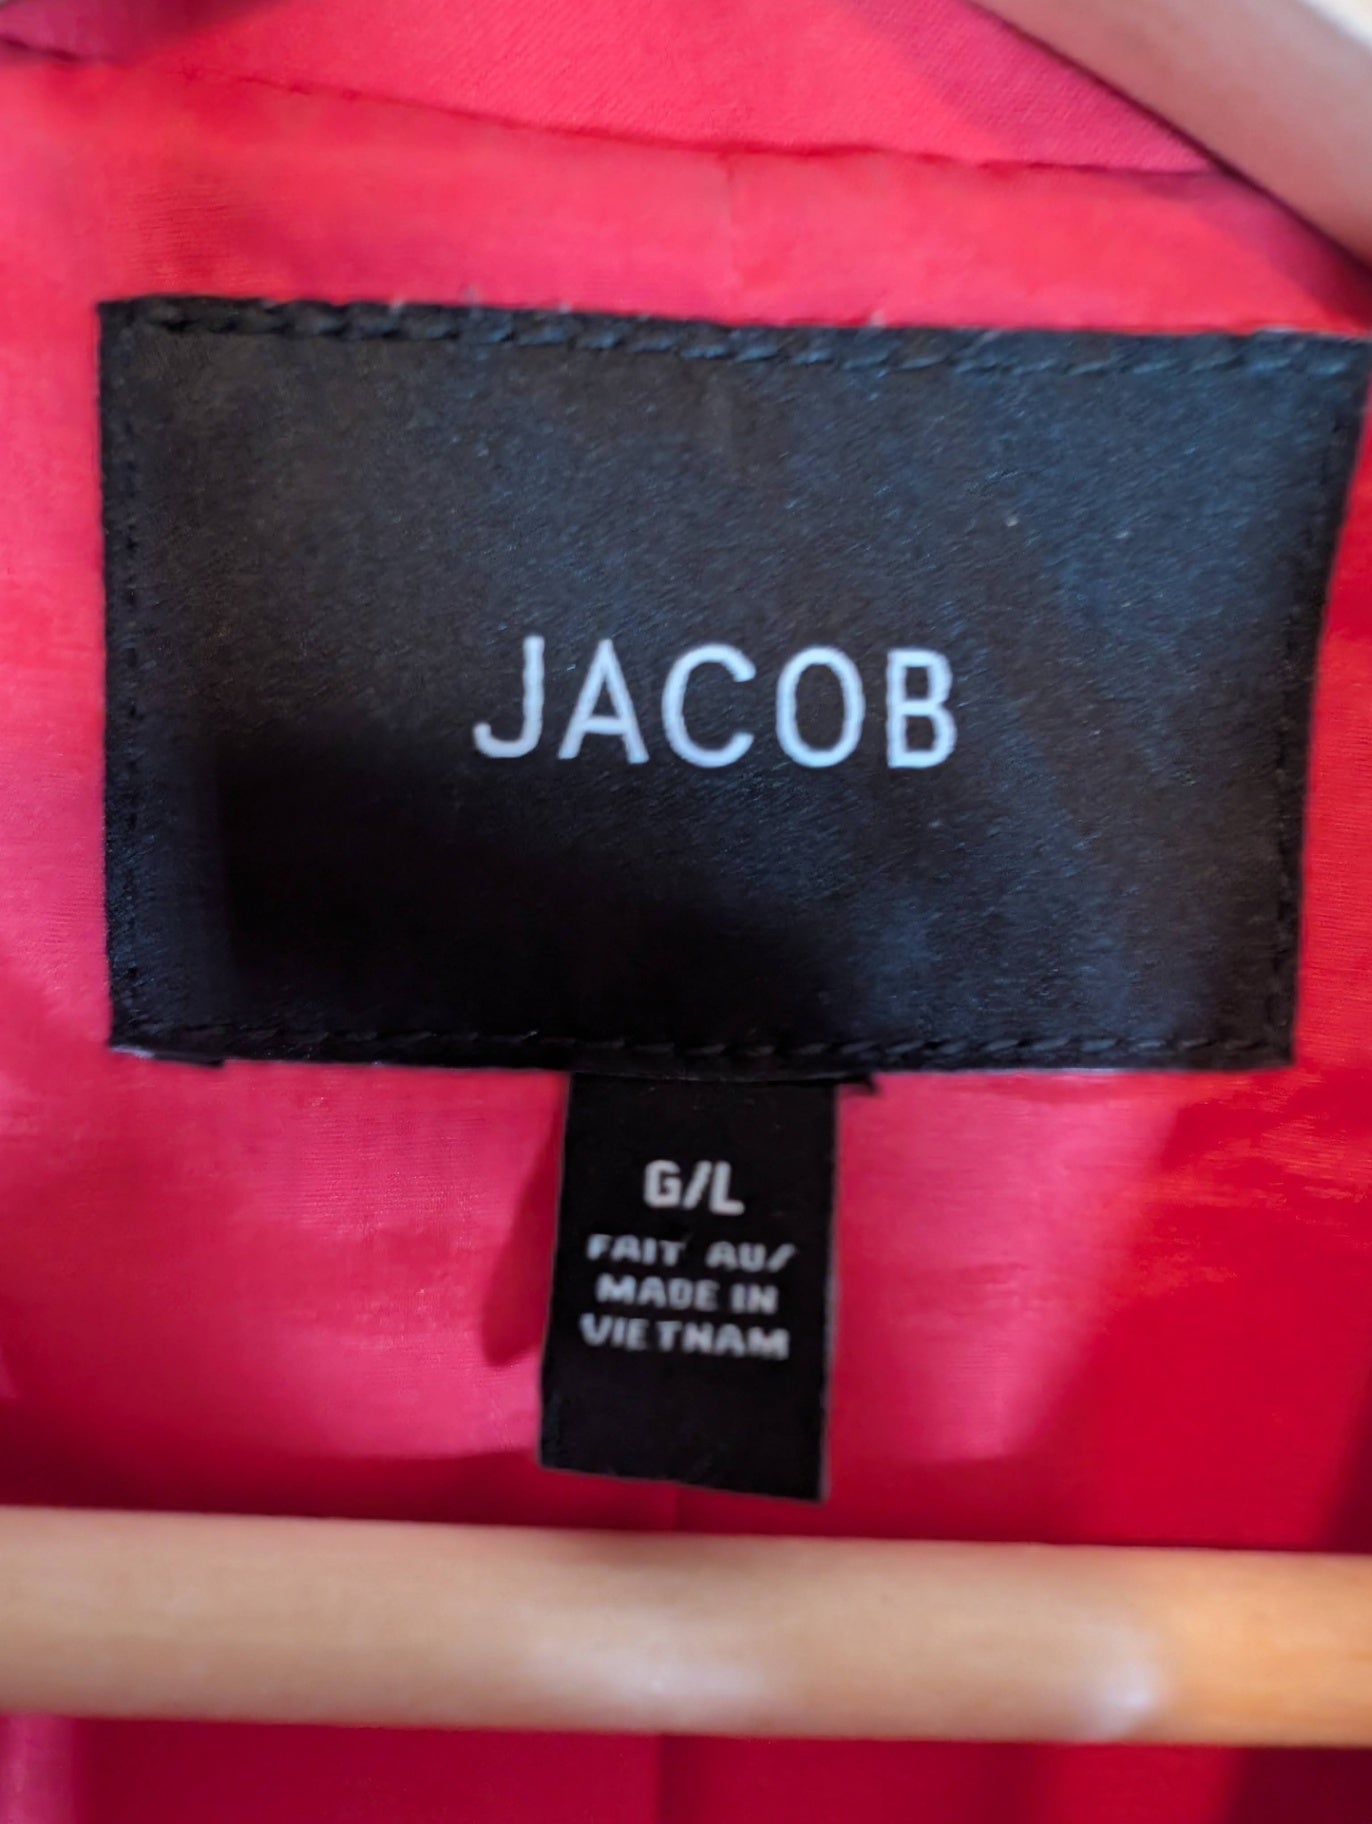 JACOB
G/L
FAIT AU/
MADE IN
VIETNAM